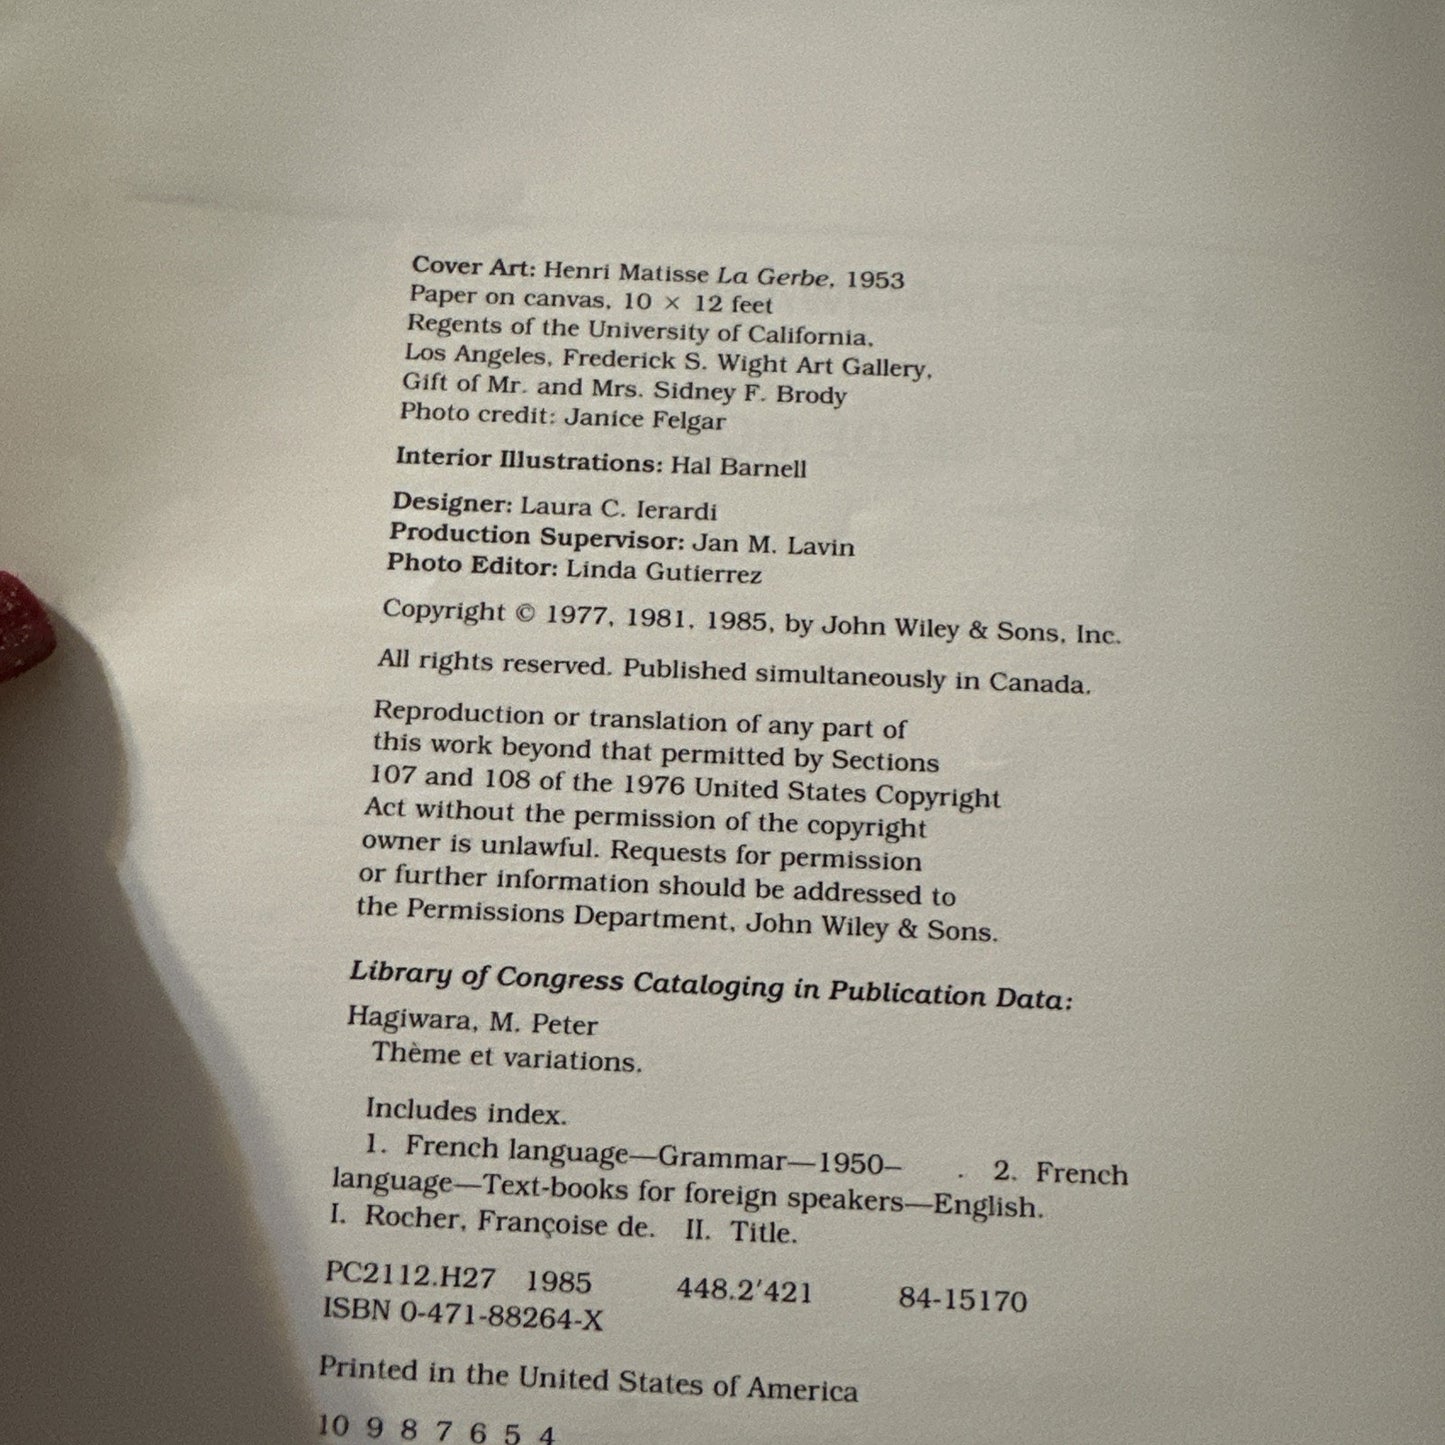 Cover Art: Henri Matisse La Gerbe, 1953
Paper on canvas, 10 × 12 feet
Regents of the University of California,
Los Angeles, Frederick S. Wight Art Gallery,
Gift of Mr. and Mrs. Sidney F. Brody
Photo credit: Janice Felgar
Interior Illustrations: Hal Barnell
Designer: Laura C. Ierardi
Production Supervisor: Jan M. Lavin
Photo Editor: Linda Gutierrez
Copyright © 1977, 1981, 1985, by John Wiley & Sons, Inc.
All rights reserved. Published simultaneously in Canada.
Reproduction or translation of any part of
this work beyond that permitted by Sections
107 and 108 of the 1976 United States Copyright
Act without the permission of the copyright
owner is unlawful. Requests for permission
or further information should be addressed to
the Permissions Department, John Wiley & Sons.
Library of Congress Cataloging in Publication Data:
Hagiwara, M. Peter
Thème et variations.
Includes index.
1. French language—Grammar—1950– . 2. French
language—Text-books for foreign speakers—English.
I. Rocher, Françoise de. II. Title.
PC2112.H27 1985 448.2'421 84-15170
ISBN 0-471-88264-X
Printed in the United States of America
10 9 8 7 6 5 4